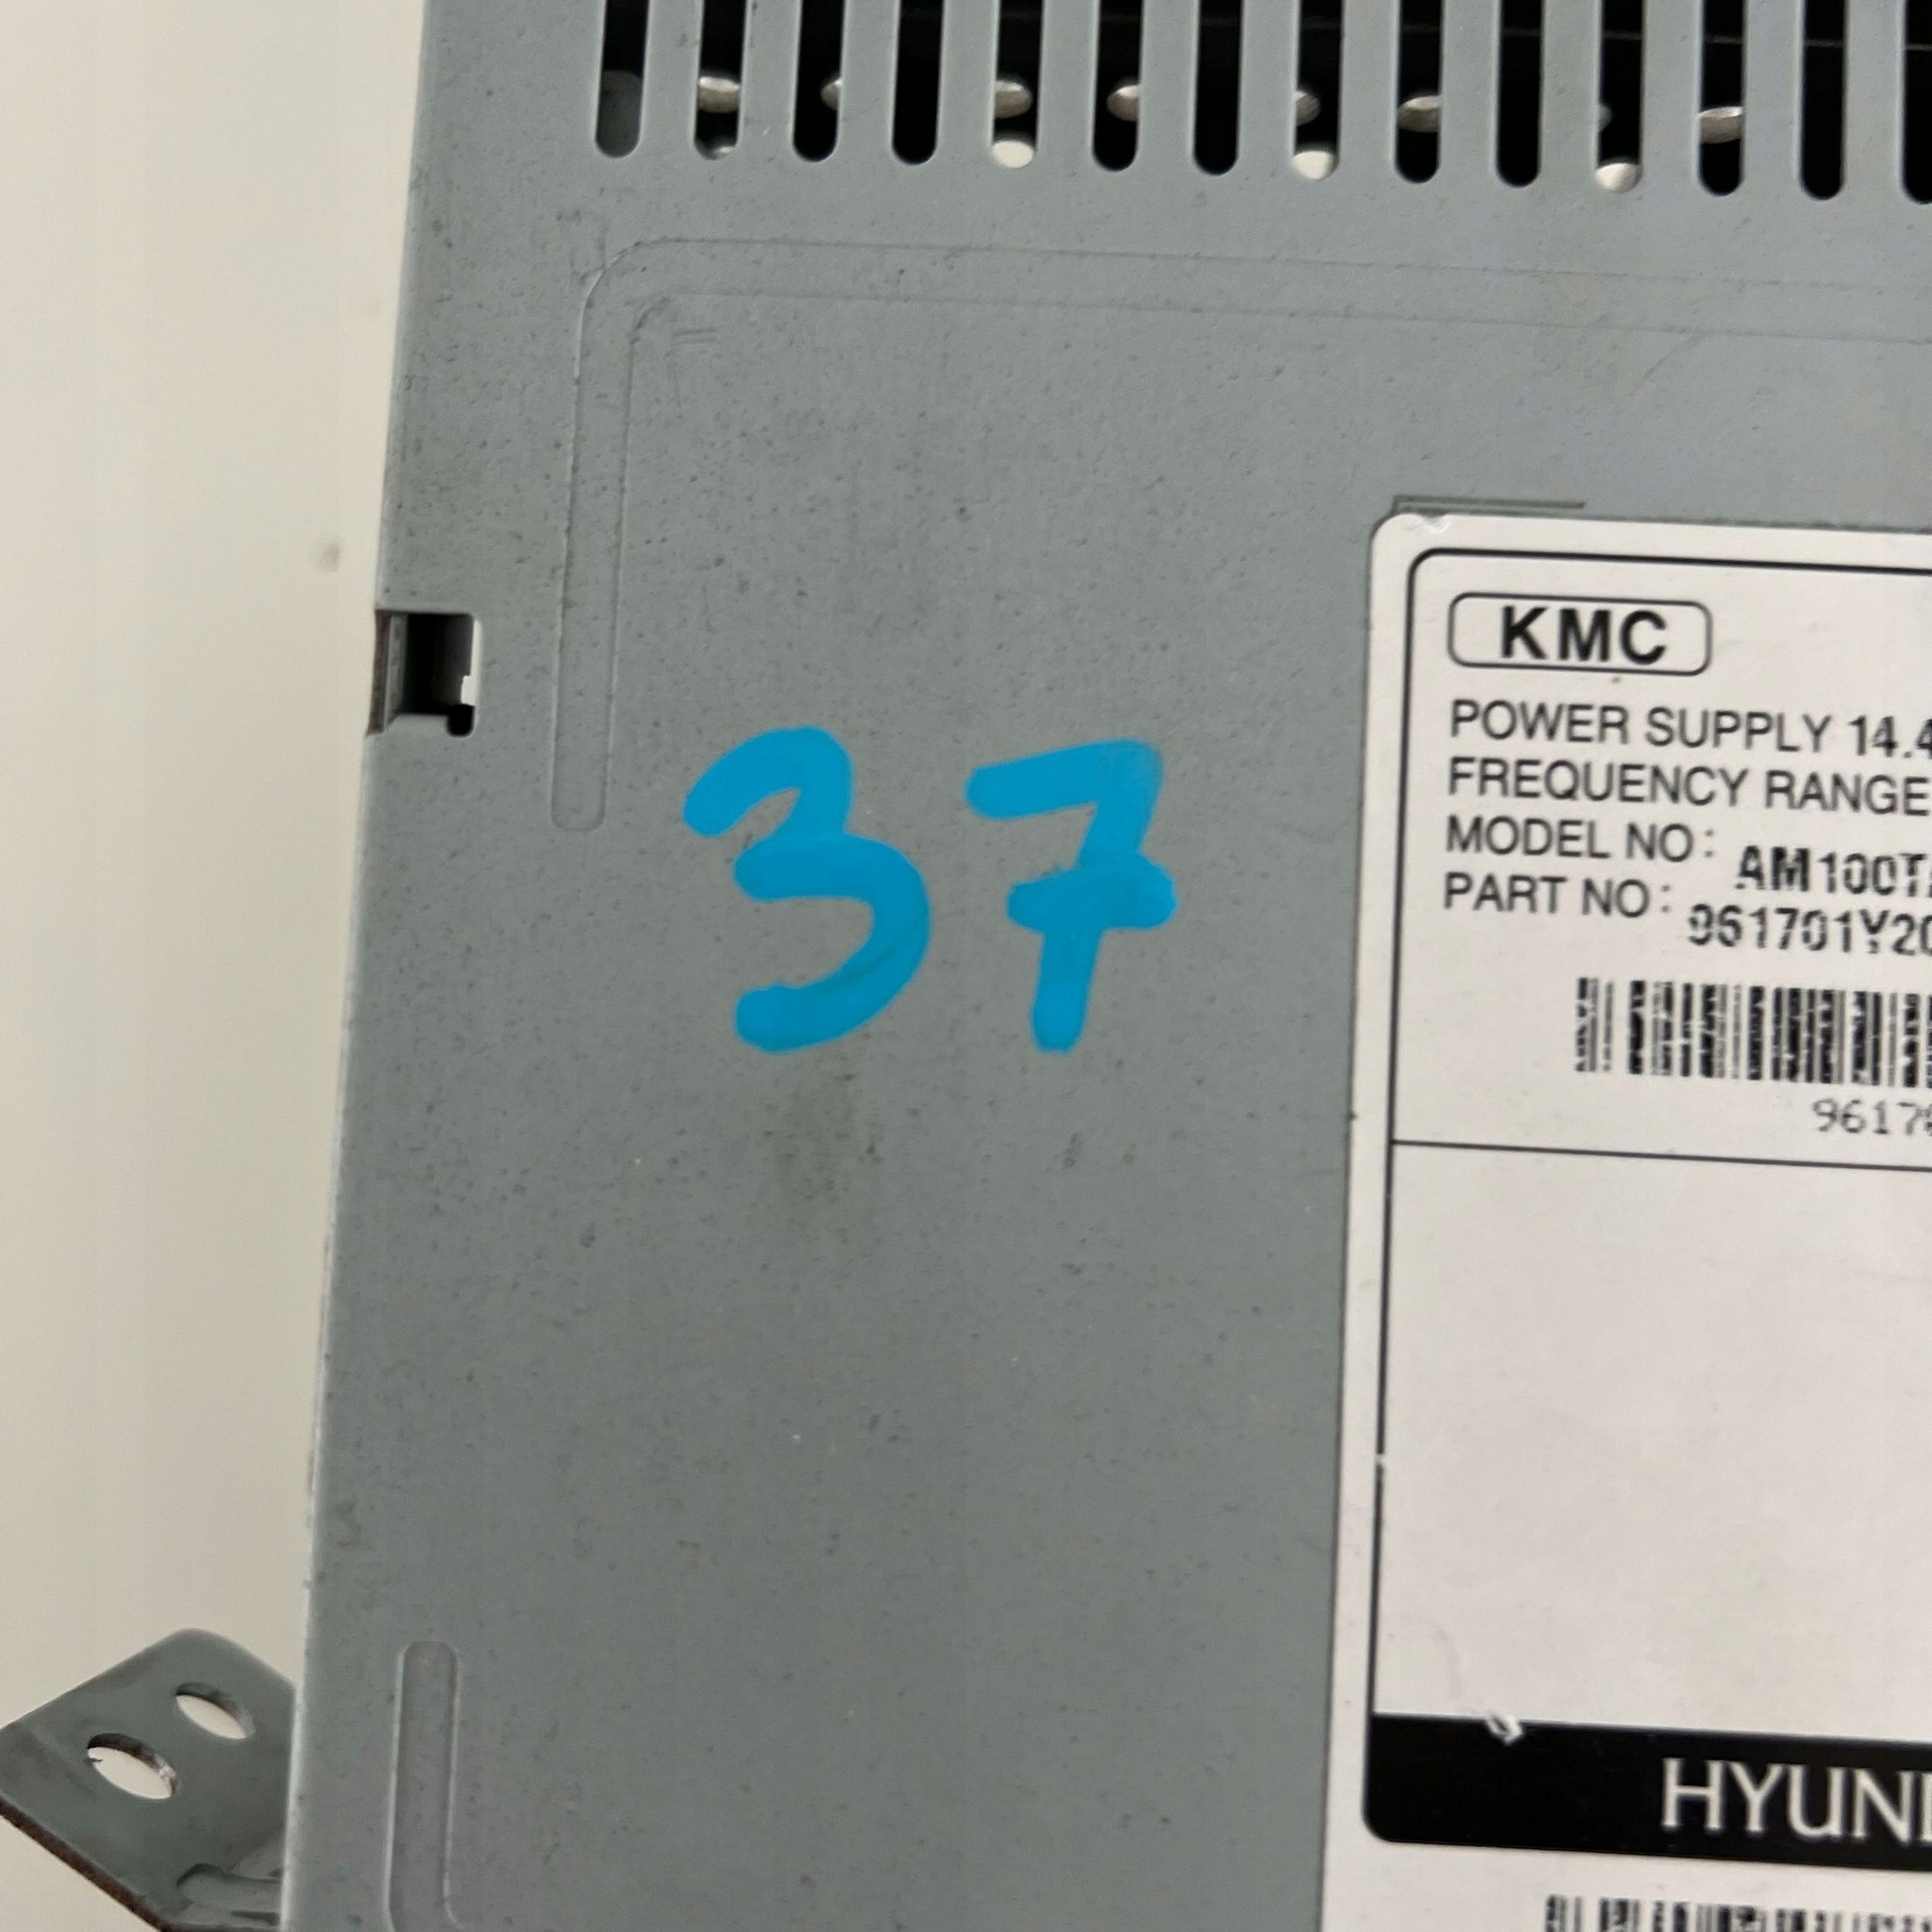 37
KMC
POWER SUPPLY 14.4
FREQUENCY RANGE
MODEL NO: AM100T
PART NO: 961701Y20
9617
HYUN